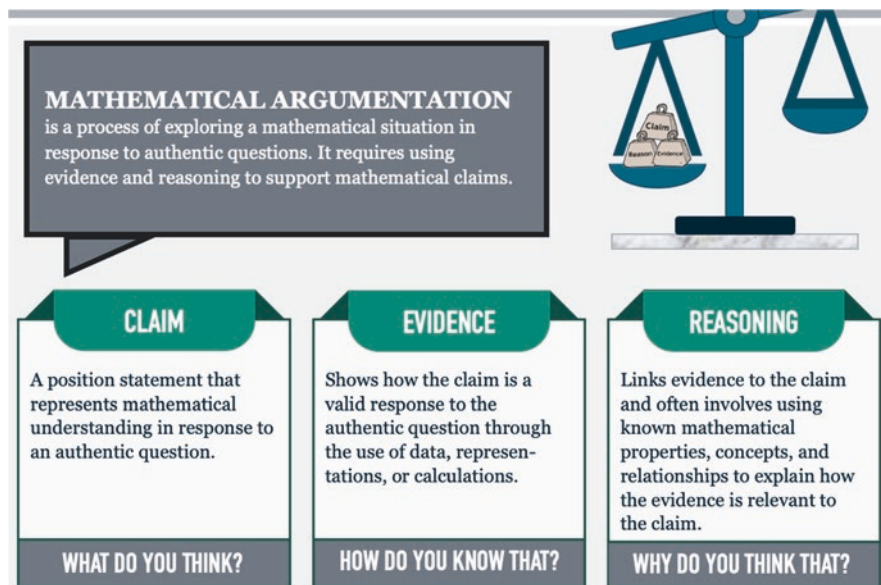 MATHEMATICAL ARGUMENTATION
is a process of exploring a mathematical situation in
response to authentic questions. It requires using
evidence and reasoning to support mathematical claims.
Claim
Reason Evidence
CLAIM
A position statement that
represents mathematical
understanding in response to
an authentic question.
WHAT DO YOU THINK?
EVIDENCE
Shows how the claim is a
valid response to the
authentic question through
the use of data, represen-
tations, or calculations.
HOW DO YOU KNOW THAT?
REASONING
Links evidence to the claim
and often involves using
known mathematical
properties, concepts, and
relationships to explain how
the evidence is relevant to
the claim.
WHY DO YOU THINK THAT?